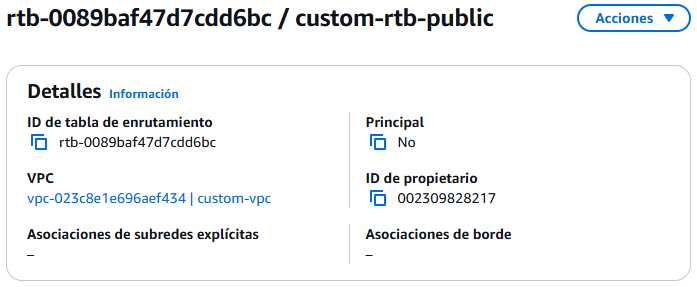 rtb-0089baf47d7cdd6bc / custom-rtb-public
Acciones
Detalles Información
ID de tabla de enrutamiento
rtb-0089baf47d7cdd6bc
Principal
No
VPC
vpc-023c8e1e696aef434 | custom-vpc
ID de propietario
002309828217
Asociaciones de subredes explícitas
–
Asociaciones de borde
–